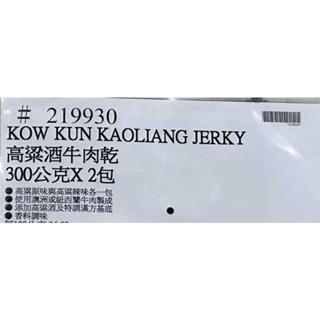 # 219930
KOW KUN KAOLIANG JERKY
高粱酒牛肉乾
300公克X 2包
● 高粱原味與高粱辣味各一包
● 使用澳洲或紐西蘭牛肉製成
● 添加高粱酒及特調漢方基底
● 香料調味